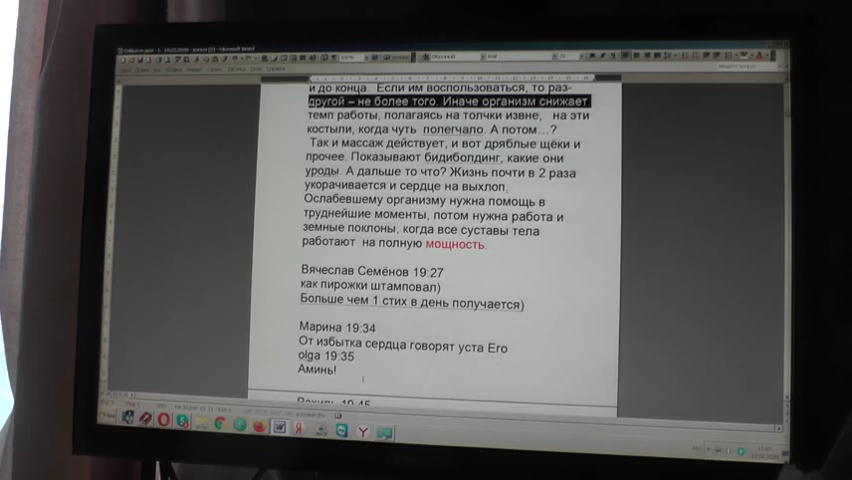 и до конца. Если им воспользоваться, то раз-
другой – не более того. Иначе организм снижает
темп работы, полагаясь на толчки извне, на эти
костыли, когда чуть полегчало. А потом…?
Так и массаж действует, и вот дряблые щёки и
прочее. Показывают бидиболдинг, какие они
уроды. А дальше то что? Жизнь почти в 2 раза
укорачивается и сердце на выхлоп.
Ослабевшему организму нужна помощь в
труднейшие моменты, потом нужна работа и
земные поклоны, когда все суставы тела
работают на полную мощность.
Вячеслав Семёнов 19:27
как пирожки штамповал)
Больше чем 1 стих в день получается)
Марина 19:34
От избытка сердца говорят уста Его
olga 19:35
Аминь!